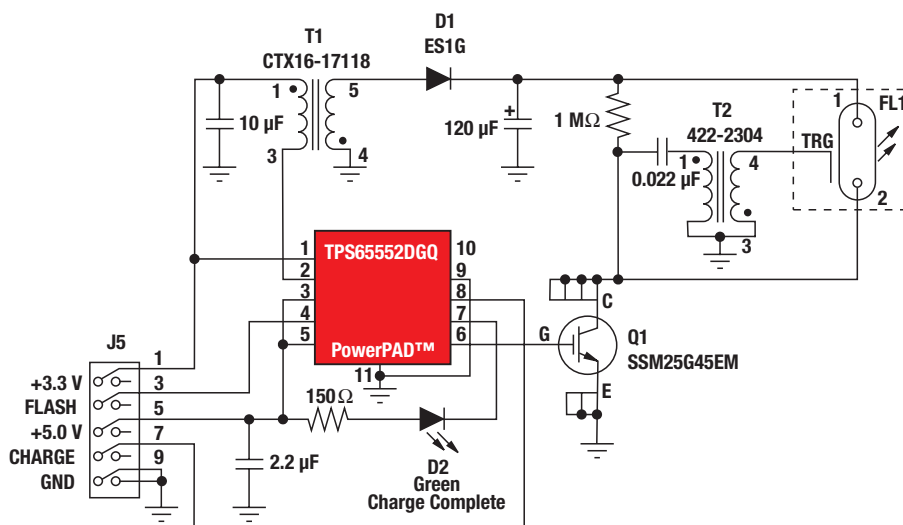 D1
ES1G
T1
CTX16-17118
1
5
10 µF
3
4
+
120 µF
1 MΩ
T2
422-2304
0.022 µF
1
4
3
TRG
1
FL1
2
TPS65552DGQ
PowerPAD™
1
2
3
4
5
10
9
8
7
6
11
G
C
E
Q1
SSM25G45EM
J5
+3.3 V
FLASH
+5.0 V
CHARGE
GND
1
3
5
7
9
150Ω
2.2 µF
D2
Green
Charge Complete